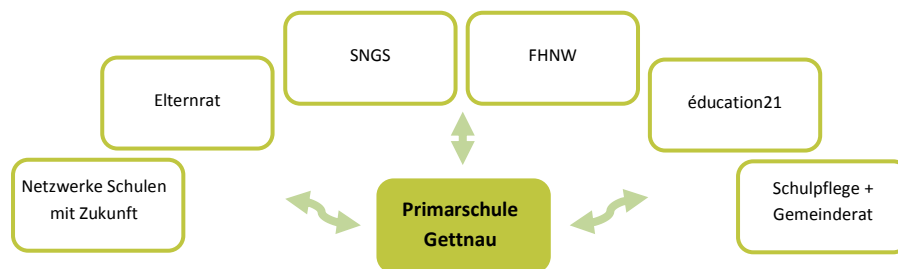 SNGS
FHNW
Elternrat
éducation21
Netzwerke Schulen
mit Zukunft
Primarschule
Gettnau
Schulpflege +
Gemeinderat